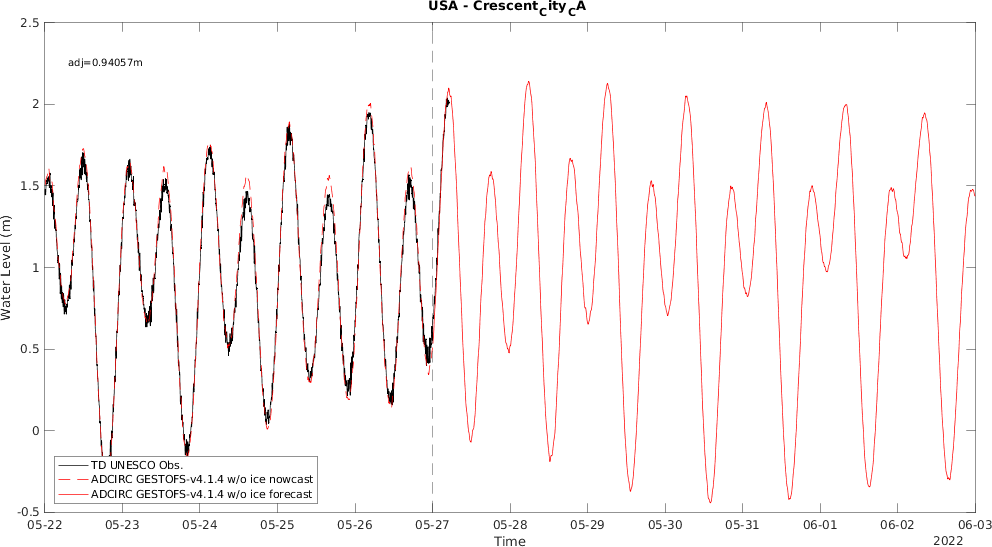 USA - Crescent_City_CA
adj=0.94057m
Water Level (m)
2.5
2
1.5
1
0.5
0
-0.5
TD UNESCO Obs.
ADCIRC GESTOFS-v4.1.4 w/o ice nowcast
ADCIRC GESTOFS-v4.1.4 w/o ice forecast
05-22 05-23 05-24 05-25 05-26 05-27 05-28 05-29 05-30 05-31 06-01 06-02 06-03
Time
2022